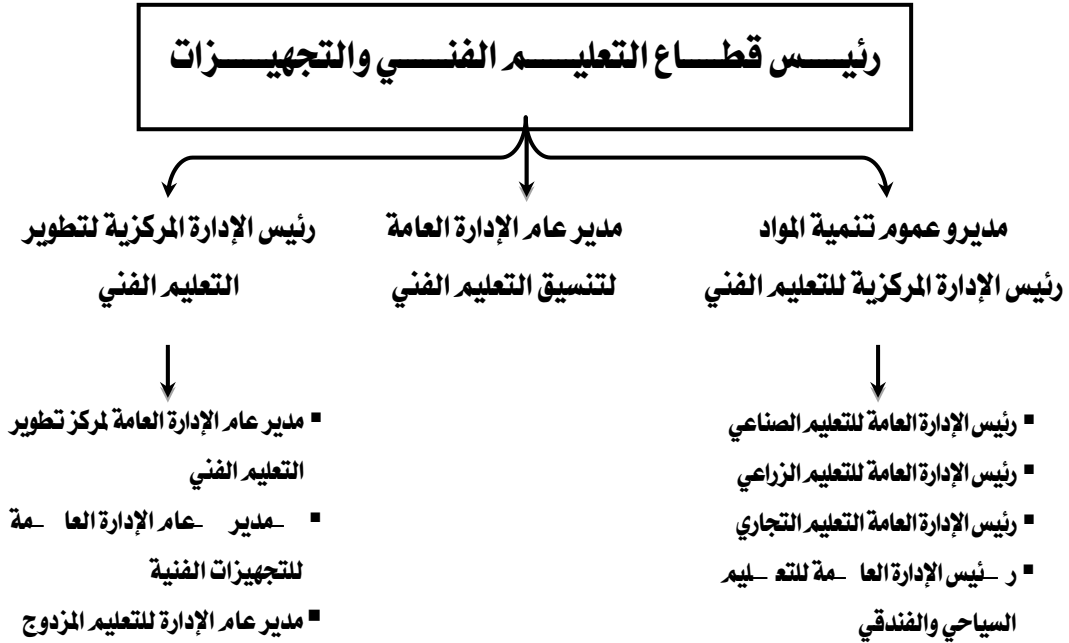 رئيس قطاع التعليم الفني والتجهيزات
مديرو عموم تنمية المواد
رئيس الإدارة المركزية للتعليم الفني
مدير عام الإدارة العامة
لتنسيق التعليم الفني
رئيس الإدارة المركزية لتطوير
التعليم الفني
▪ رئيس الإدارة العامة للتعليم الصناعي
▪ رئيس الإدارة العامة للتعليم الزراعي
▪ رئيس الإدارة العامة التعليم التجاري
▪ رئيس الإدارة العامة للتعليم
السياحي والفندقي
▪ مدير عام الإدارة العامة لمركز تطوير
التعليم الفني
▪ مدير عام الإدارة العامة
للتجهيزات الفنية
▪ مدير عام الإدارة للتعليم المزدوج